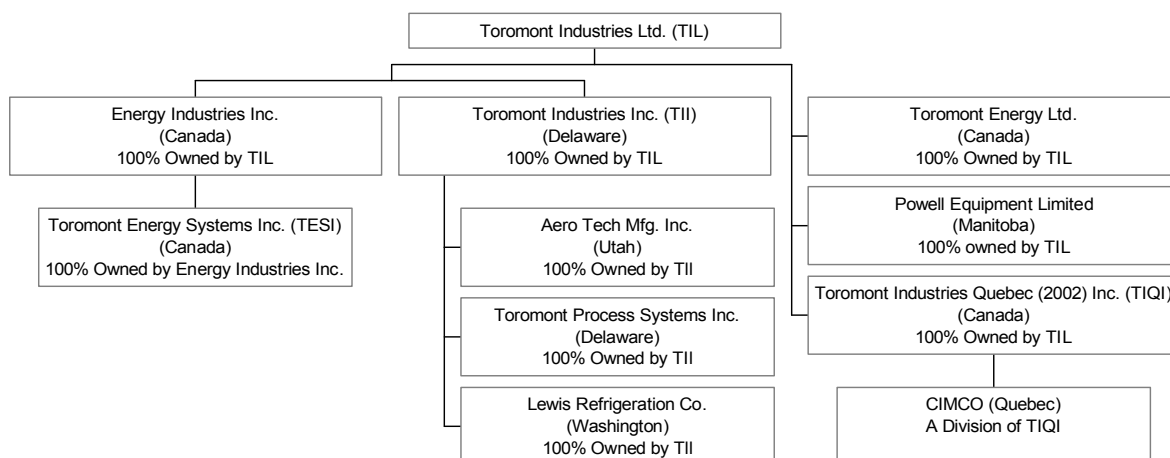 Toromont Industries Ltd. (TIL)
Energy Industries Inc.
(Canada)
100% Owned by TIL
Toromont Industries Inc. (TII)
(Delaware)
100% Owned by TIL
Toromont Energy Ltd.
(Canada)
100% Owned by TIL
Toromont Energy Systems Inc. (TESI)
(Canada)
100% Owned by Energy Industries Inc.
Aero Tech Mfg. Inc.
(Utah)
100% Owned by TII
Powell Equipment Limited
(Manitoba)
100% owned by TIL
Toromont Process Systems Inc.
(Delaware)
100% Owned by TII
Toromont Industries Quebec (2002) Inc. (TIQI)
(Canada)
100% Owned by TIL
Lewis Refrigeration Co.
(Washington)
100% Owned by TII
CIMCO (Quebec)
A Division of TIQI